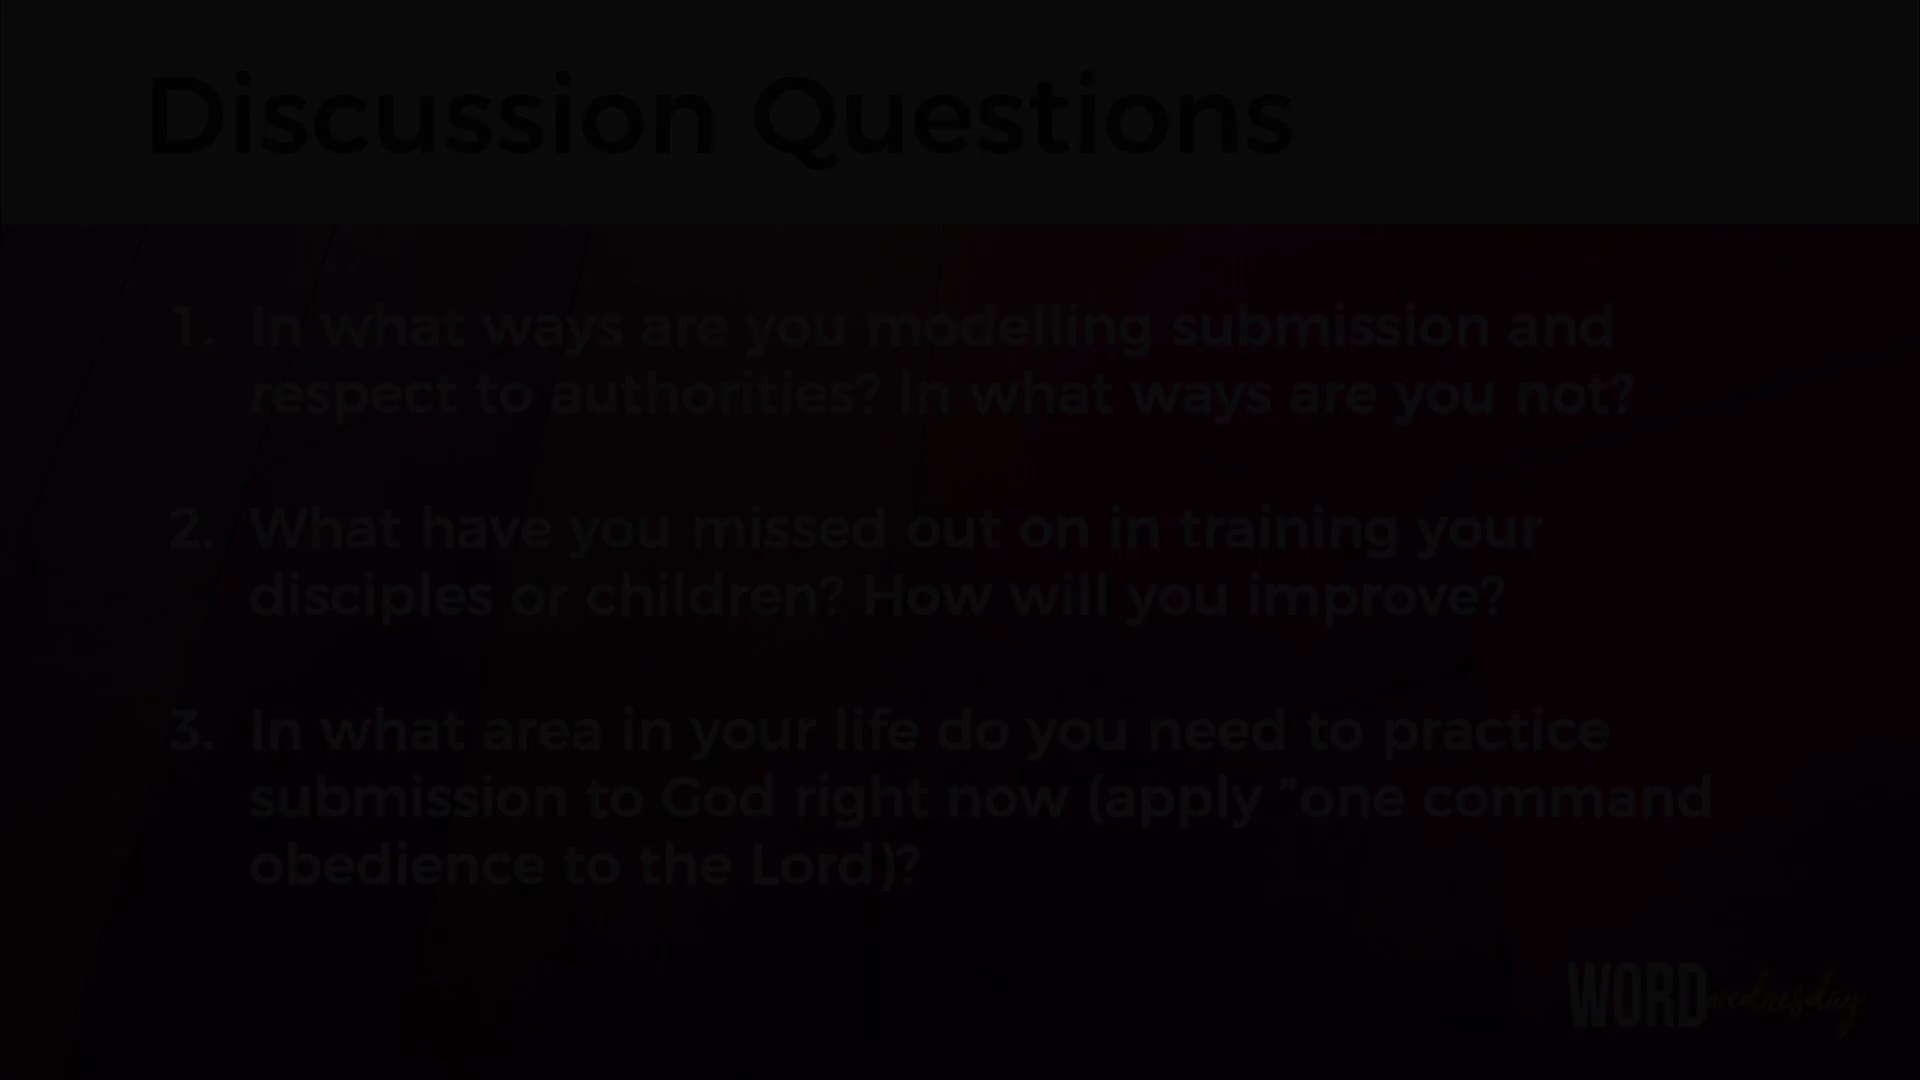 Discussion Questions
1. In what ways are you modelling submission and
respect to authorities? In what ways are you not?
2. What have you missed out on in training your
disciples or children? How will you improve?
3. In what area in your life do you need to practice
submission to God right now (apply "one command
obedience to the Lord)?
WORD wednesday